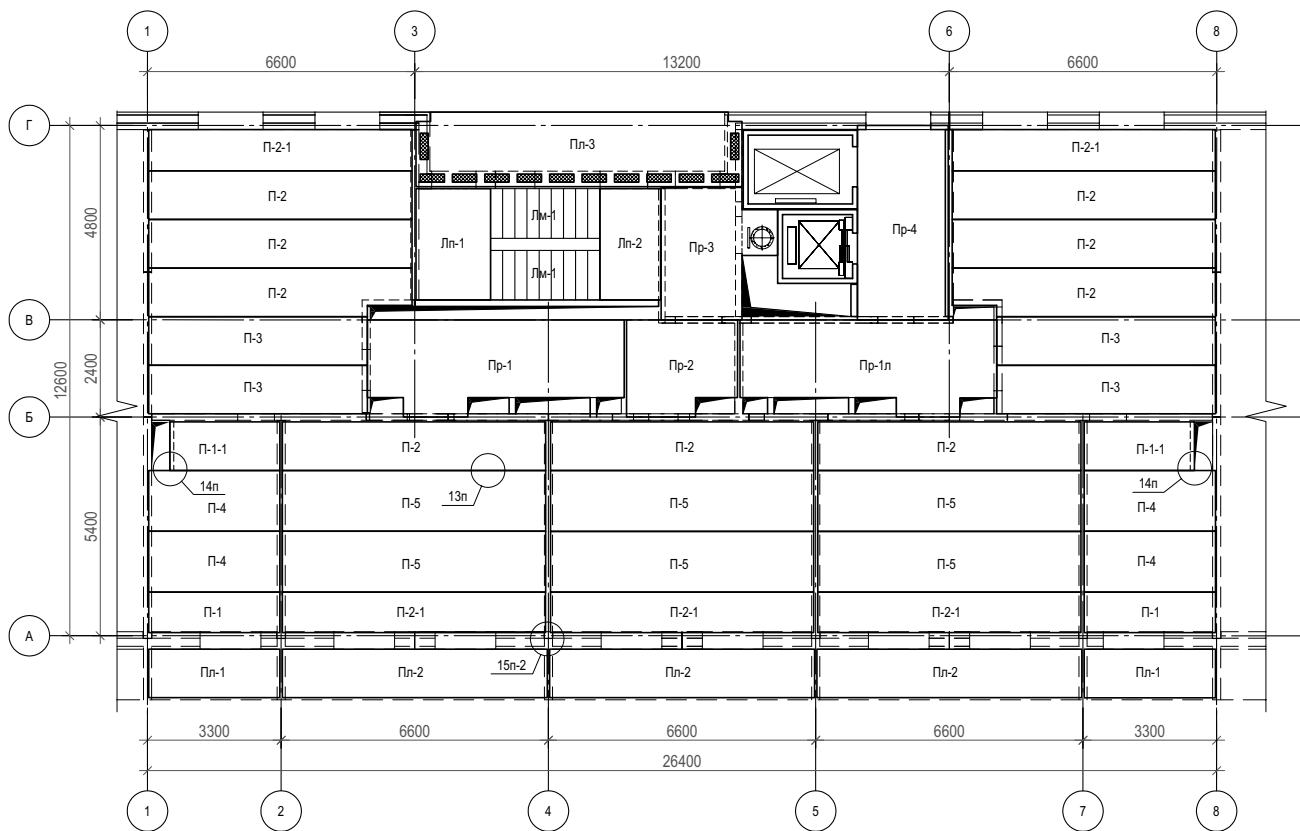 1 3 6 8
6600 13200 6600
Г
П-2-1 Пл-3 П-2-1
П-2 П-2
4800
Лп-1 Лм-1 Лп-2 Пр-3 Пр-4
П-2 Лм-1 П-2
П-2 П-2
В
П-3 П-3
12600 2400 Пр-1 Пр-2 Пр-1л
П-3 П-3
Б
П-1-1 П-2 П-2 П-2 П-1-1
14п 13п 14п
П-4 П-5 П-5 П-5 П-4
5400
П-4 П-5 П-5 П-5 П-4
П-1 П-2-1 П-2-1 П-2-1 П-1
А
15п-2
Пл-1 Пл-2 Пл-2 Пл-2 Пл-1
3300 6600 6600 6600 3300
26400
1 2 4 5 7 8